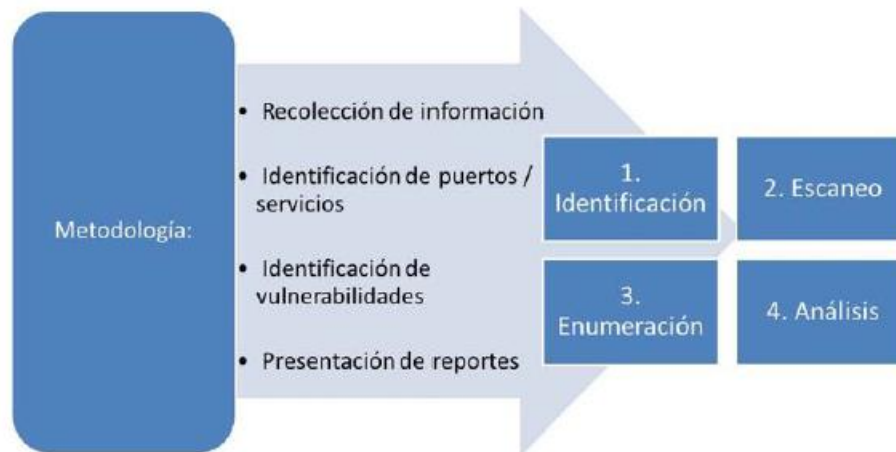 Metodología:
• Recolección de información
• Identificación de puertos /
servicios
• Identificación de
vulnerabilidades
• Presentación de reportes
1.
Identificación
2. Escaneo
3.
Enumeración
4. Análisis